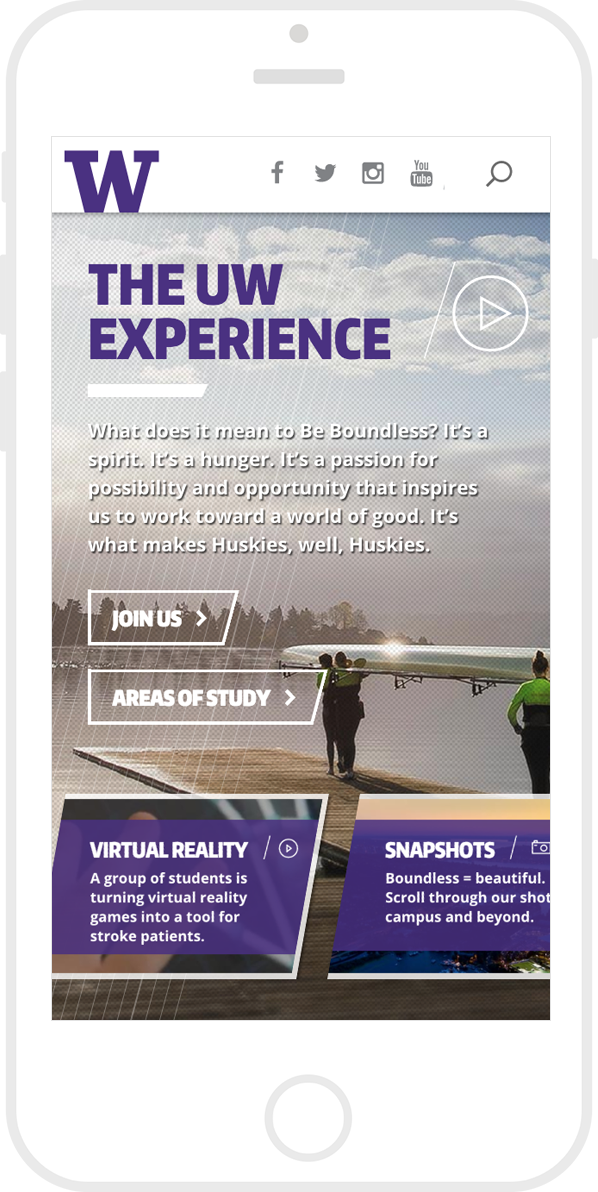 W
You
Tube
THE UW
EXPERIENCE
What does it mean to Be Boundless? It's a
spirit. It's a hunger. It's a passion for
possibility and opportunity that inspires
us to work toward a world of good. It's
what makes Huskies, well, Huskies.
JOIN US
AREAS OF STUDY
VIRTUAL REALITY
A group of students is
turning virtual reality
games into a tool for
stroke patients.
SNAPSHOTS
Boundless = beautiful.
Scroll through our shot
campus and beyond.